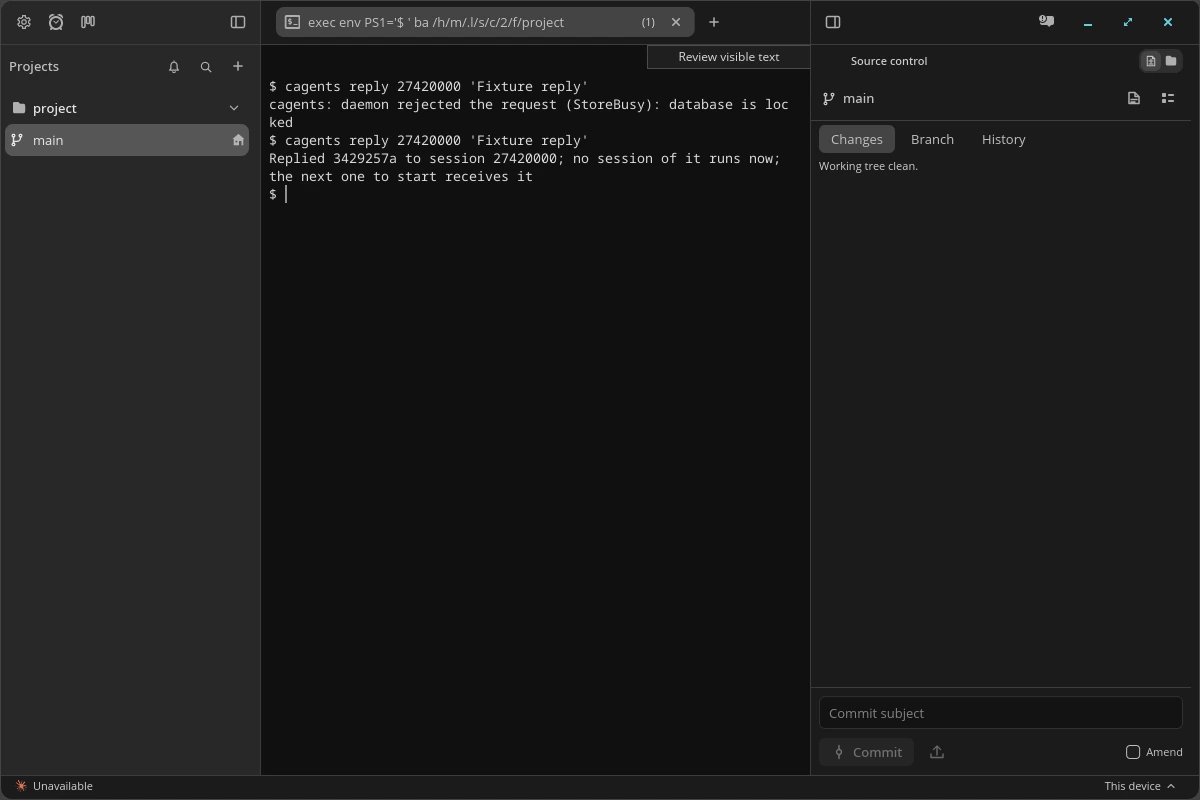 exec env PS1='$ ' ba /h/m/.l/s/c/2/f/project (1)
Projects
project
main
Review visible text
$ cagents reply 27420000 'Fixture reply'
cagents: daemon rejected the request (StoreBusy): database is loc
ked
$ cagents reply 27420000 'Fixture reply'
Replied 3429257a to session 27420000; no session of it runs now;
the next one to start receives it
$
Source control
main
Changes Branch History
Working tree clean.
Commit subject
Commit
Amend
Unavailable
This device